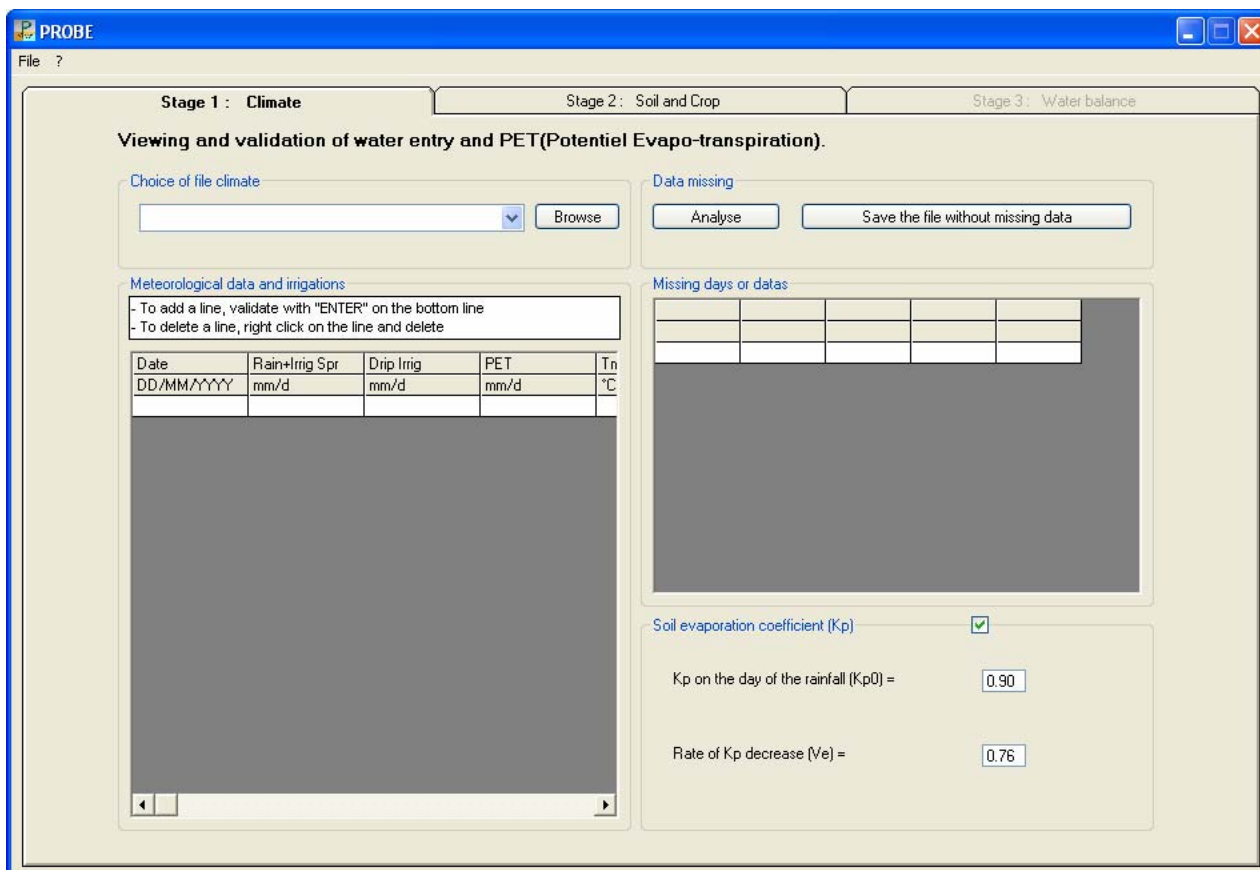 PROBE
File ?
Stage 1 : Climate
Stage 2 : Soil and Crop
Stage 3 : Water balance
Viewing and validation of water entry and PET(Potentiel Evapo-transpiration).
Choice of file climate
Browse
Data missing
Analyse
Save the file without missing data
Meteorological data and irrigations
- To add a line, validate with "ENTER" on the bottom line
- To delete a line, right click on the line and delete
Date Rain+Irrig Spr Drip Irrig PET Tn
DD/MM/YYYY mm/d mm/d mm/d °C
Missing days or datas
Soil evaporation coefficient (Kp)
Kp on the day of the rainfall (Kp0) = 0.90
Rate of Kp decrease (Ve) = 0.76